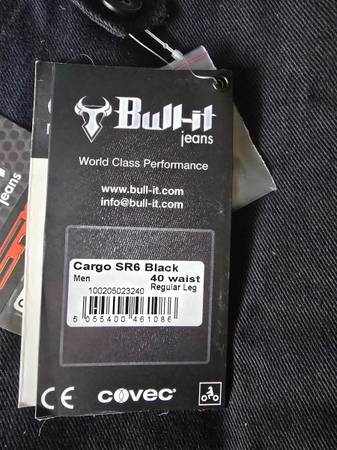 Bull-it
jeans
World Class Performance
www.bull-it.com
info@bull-it.com
Cargo SR6 Black
Men 40 waist
100205023240 Regular Leg
5 055400 461086
CE covec®
jeans